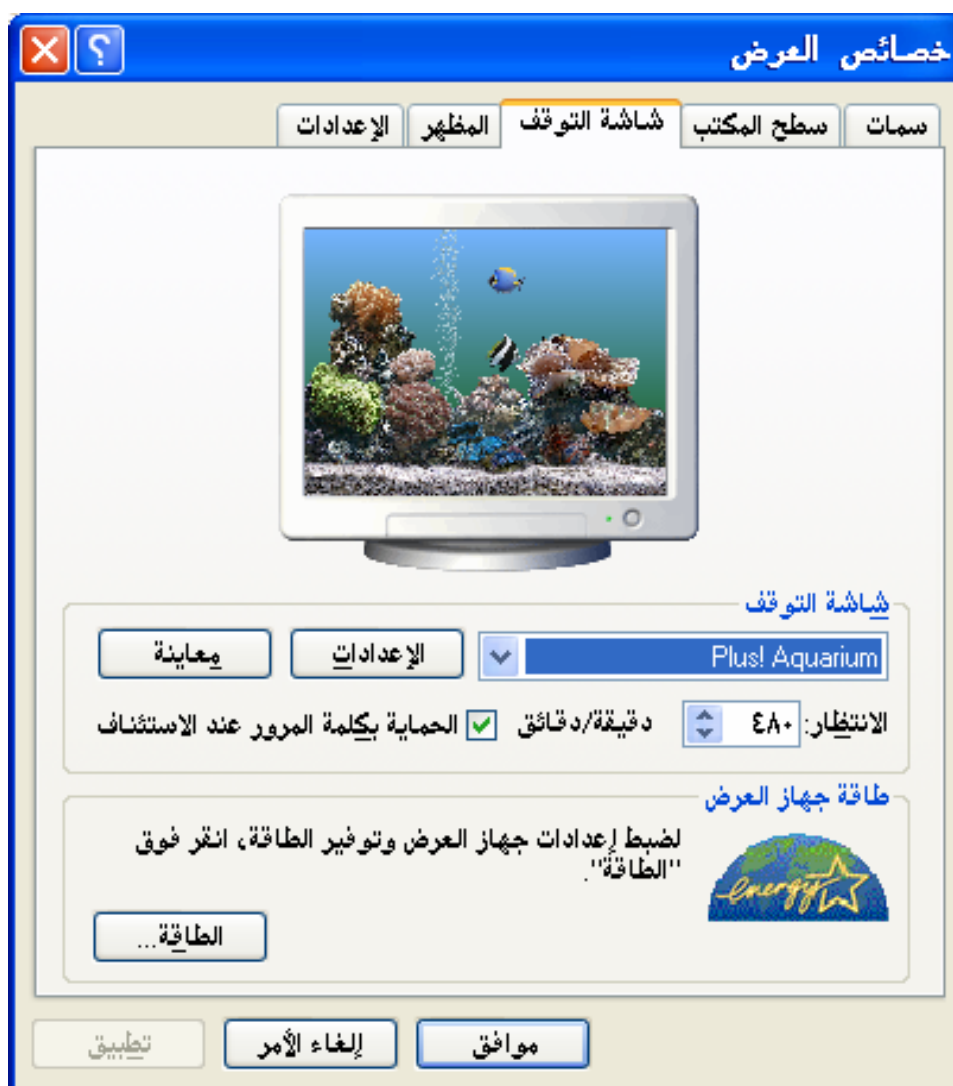 خصائص العرض
سمات
سطح المكتب
شاشة التوقف
المظهر
الإعدادات
شاشة التوقف
Plus! Aquarium
الإعدادات
معاينة
الانتظار: ٤٨٠ دقيقة/دقائق
الحماية بكلمة المرور عند الاستئناف
طاقة جهاز العرض
energy
لضبط إعدادات جهاز العرض وتوفير الطاقة، انقر فوق
"الطاقة".
الطاقة...
موافق
إلغاء الأمر
تطبيق